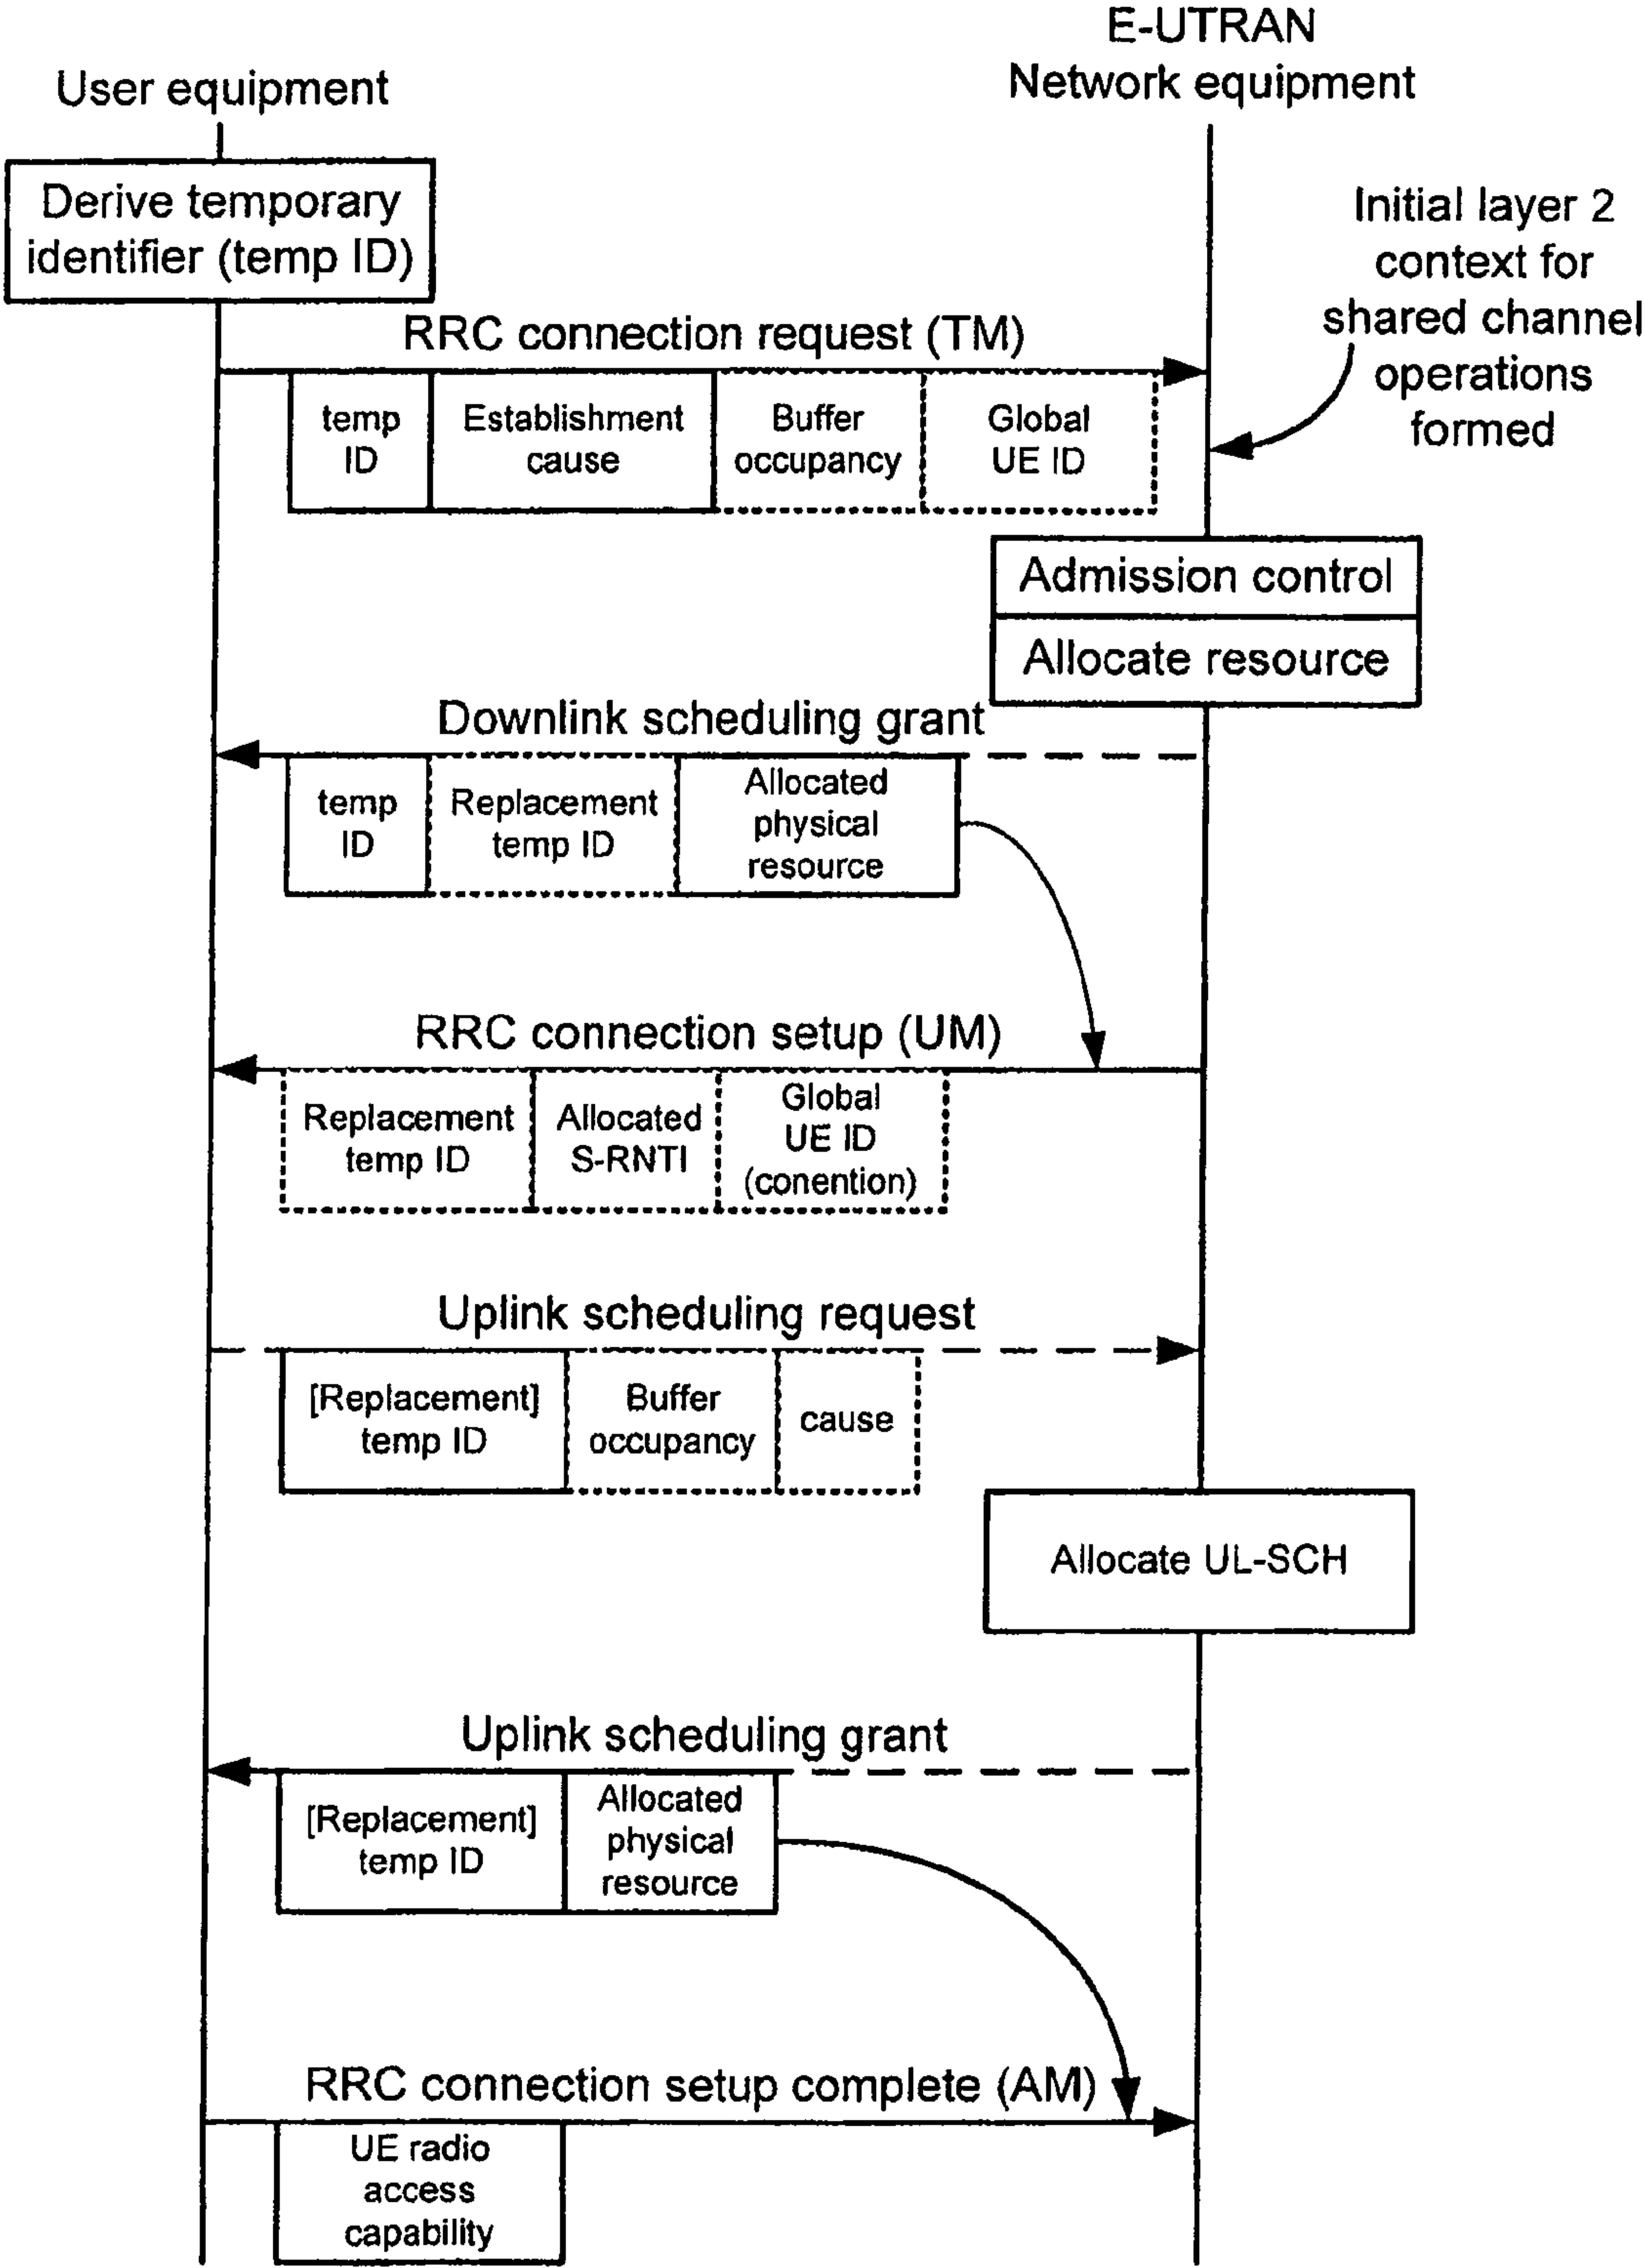 E-UTRAN
Network equipment
User equipment
Derive temporary
identifier (temp ID)
Initial layer 2
context for
shared channel
operations
formed
RRC connection request (TM)
temp
ID
Establishment
cause
Buffer
occupancy
Global
UE ID
Admission control
Allocate resource
Downlink scheduling grant
temp
ID
Replacement
temp ID
Allocated
physical
resource
RRC connection setup (UM)
Replacement
temp ID
Allocated
S-RNTI
Global
UE ID
(conention)
Uplink scheduling request
[Replacement]
temp ID
Buffer
occupancy
cause
Allocate UL-SCH
Uplink scheduling grant
[Replacement]
temp ID
Allocated
physical
resource
RRC connection setup complete (AM)
UE radio
access
capability